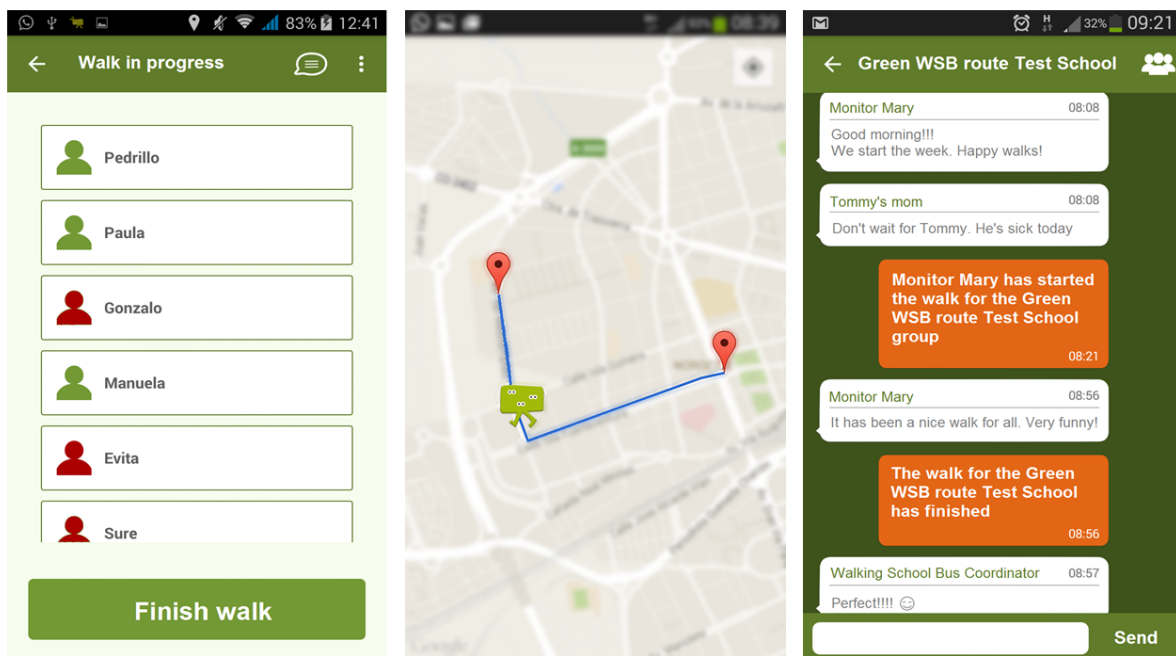 83% 12:41
Walk in progress
Pedrillo
Paula
Gonzalo
Manuela
Evita
Sure
Finish walk
08:39
Google
H 32% 09:21
Green WSB route Test School
Monitor Mary 08:08
Good morning!!!
We start the week. Happy walks!
Tommy's mom 08:08
Don't wait for Tommy. He's sick today
Monitor Mary has started
the walk for the Green
WSB route Test School
group
08:21
Monitor Mary 08:56
It has been a nice walk for all. Very funny!
The walk for the Green
WSB route Test School
has finished
08:56
Walking School Bus Coordinator 08:57
Perfect!!!! ☺
Send